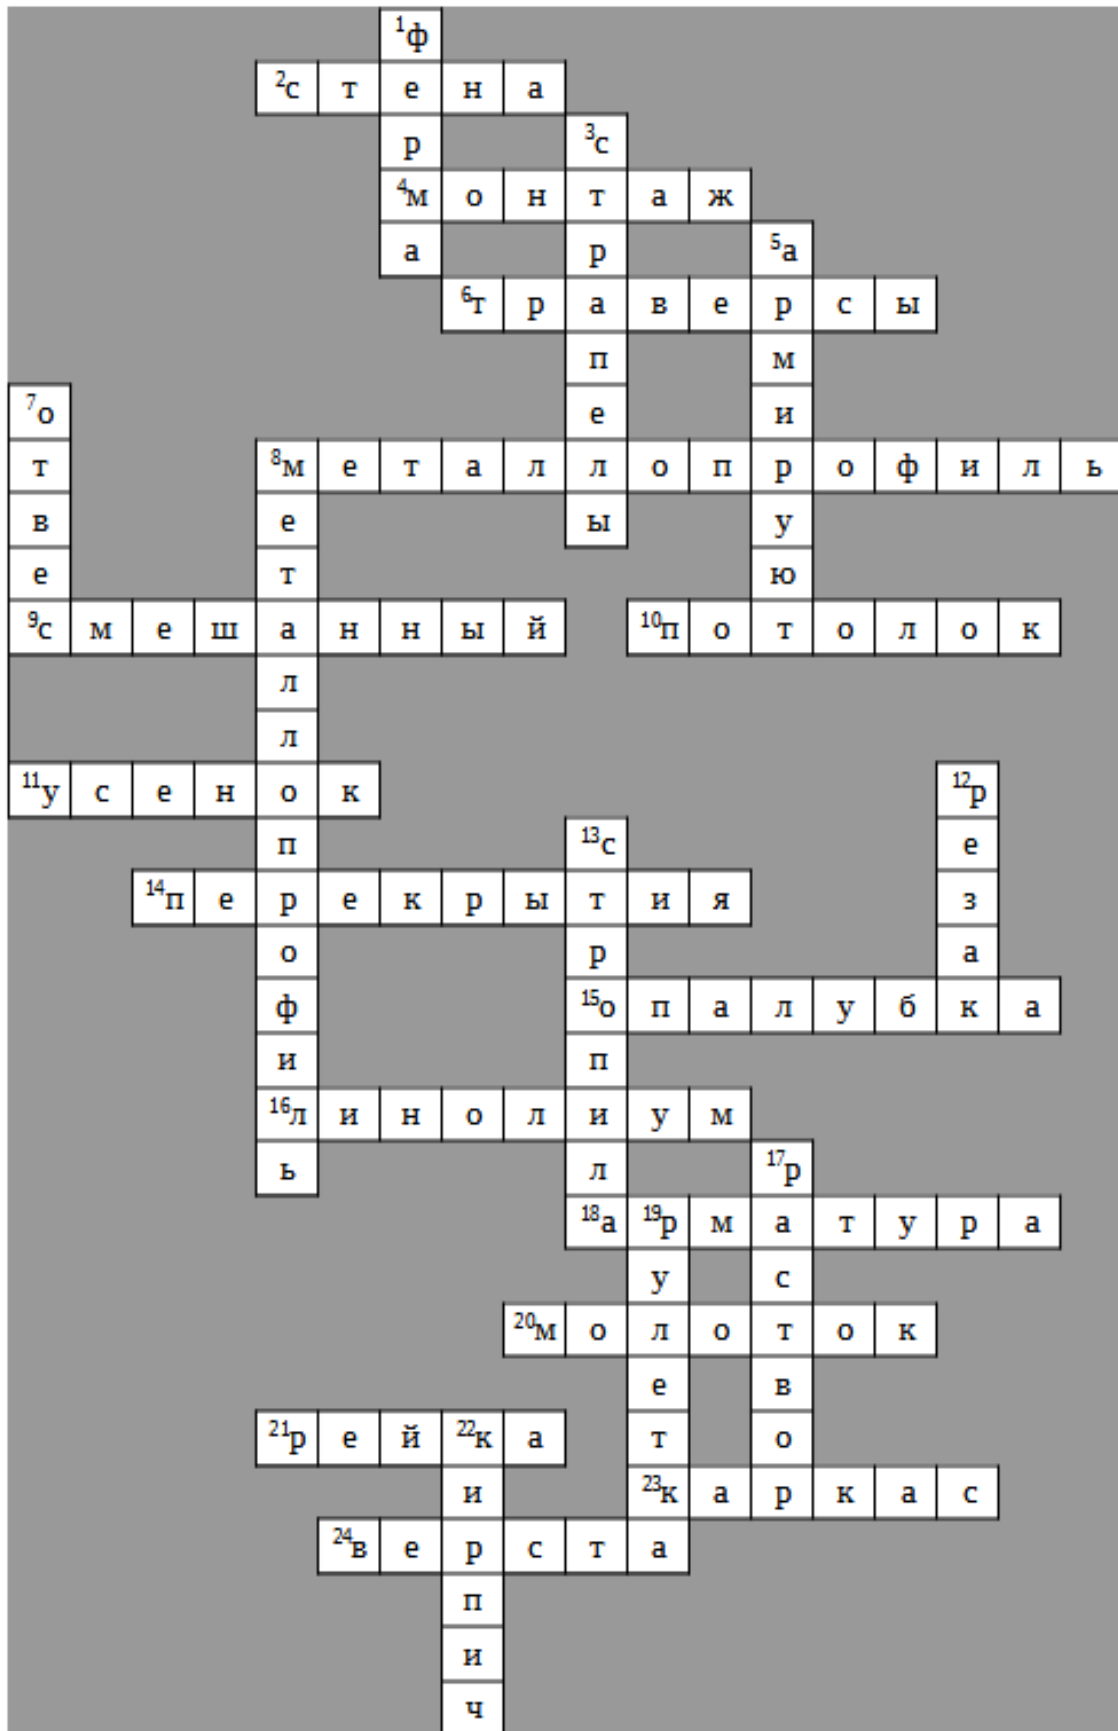 1ф
2с т е н а
р 3с
4м о н т а ж
а р 5а
6т р а в е р с ы
п м
7о е и
т 8м е т а л л о п р о ф и л ь
в е ы у
е т ю
9с м е ш а н н ы й 10п о т о л о к
л
л
11у с е н о к 12р
п 13с е
14п е р е к р ы т и я з
о р а
ф 15о п а л у б к а
и п
16л и н о л и у м
ь л 17р
18а 19р м а т у р а
у с
20м о л о т о к
е в
21р е й 22к а т о
и 23к а р к а с
24в е р с т а
п
и
ч